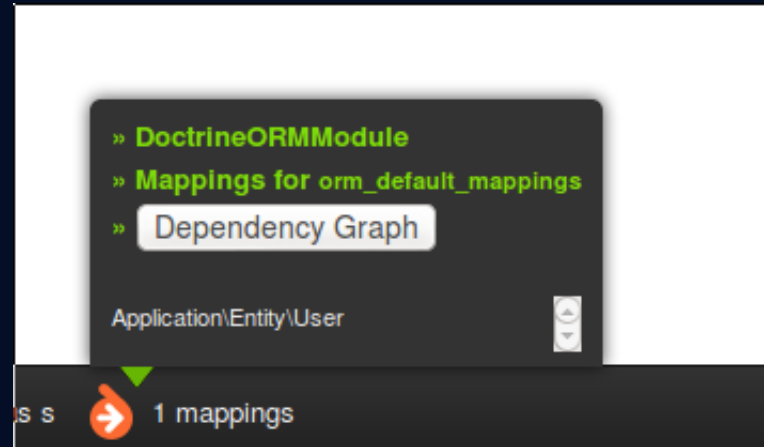 » DoctrineORMModule
» Mappings for orm_default_mappings
» Dependency Graph
Application\Entity\User
s s 1 mappings